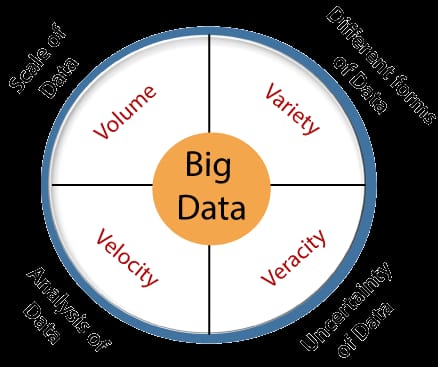 Scale of
Data
Different forms
of Data
Volume
Variety
Big
Data
Velocity
Veracity
Analysis of
Data
Uncertainty
of Data